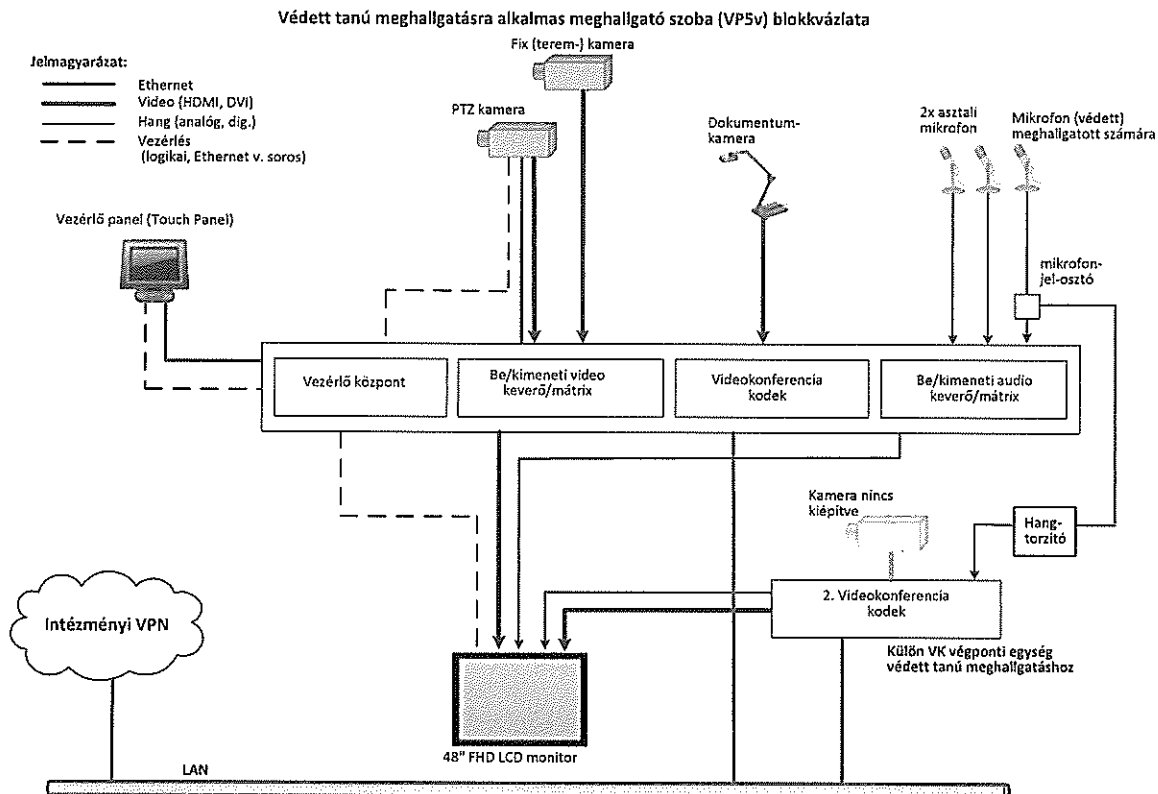 Védett tanú meghallgatásra alkalmas meghallgató szoba (VP5v) blokkvázlata
Fix (terem-) kamera
Jelmagyarázat:
Ethernet
Video (HDMI, DVI)
Hang (analóg, dig.)
Vezérlés
(logikai, Ethernet v. soros)
PTZ kamera
Dokumentum-
kamera
2x asztali
mikrofon
Mikrofon (védett)
meghallgatott számára
Vezérlő panel (Touch Panel)
mikrofon-
jel-osztó
Vezérlő központ
Be/kimeneti video
keverő/mátrix
Videokonferencia
kodek
Be/kimeneti audio
keverő/mátrix
Kamera nincs
kiépítve
Hang-
torzító
2. Videokonferencia
kodek
Intézményi VPN
Külön VK végponti egység
védett tanú meghallgatáshoz
48" FHD LCD monitor
LAN